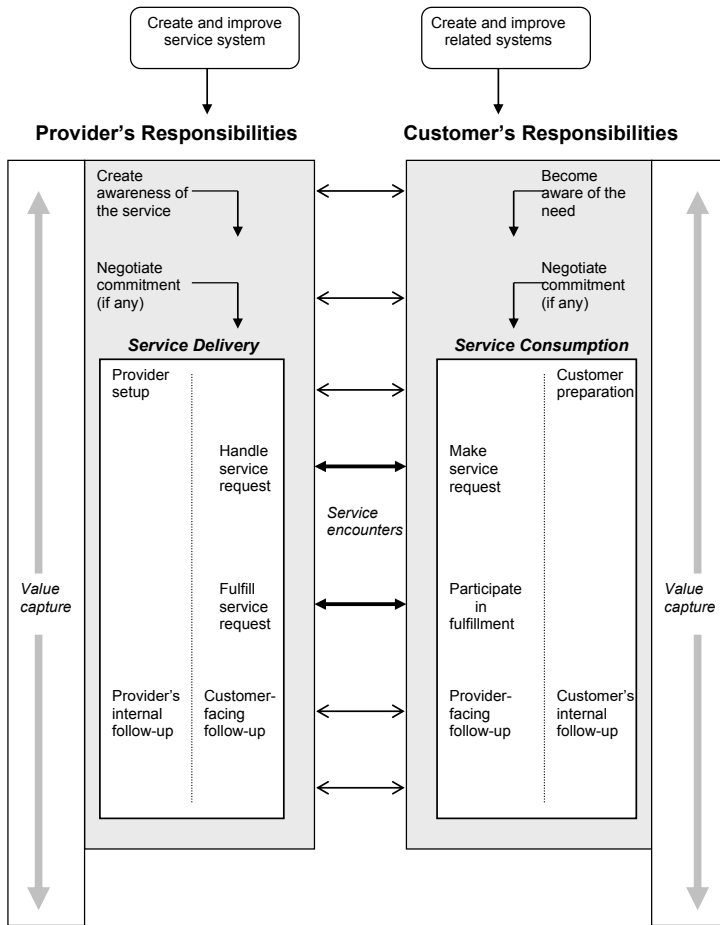 Create and improve
service system
Create and improve
related systems
Provider’s Responsibilities
Customer’s Responsibilities
Create
awareness of
the service
Become
aware of the
need
Negotiate
commitment
(if any)
Negotiate
commitment
(if any)
Service Delivery
Service Consumption
Provider
setup
Customer
preparation
Handle
service
request
Make
service
request
Service
encounters
Value
capture
Fulfill
service
request
Participate
in
fulfillment
Value
capture
Provider’s
internal
follow-up
Customer-
facing
follow-up
Provider-
facing
follow-up
Customer’s
internal
follow-up